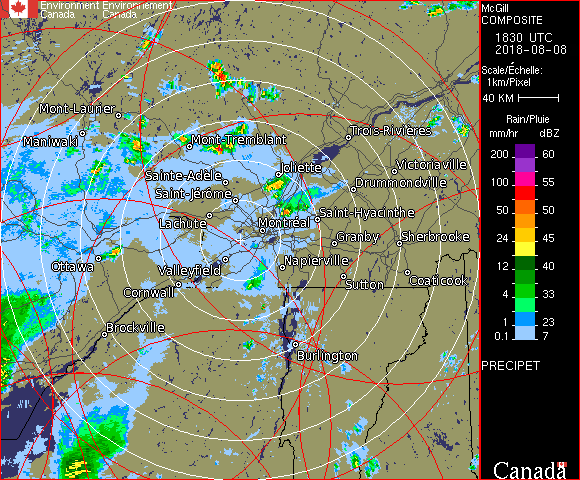 Environment Environnement
Canada Canada
McGill
COMPOSITE
1830 UTC
2018-08-08
Scale/Échelle:
1km/Pixel
40 KM
Rain/Pluie
mm/hr dBZ
200 60
100 55
50 50
24 45
12 40
4 33
1 23
0.1 7
PRECIPET
Canada
Mont-Laurier
Maniwaki
Mont-Tremblant
Trois-Rivières
Sainte-Adèle
Joliette
Victoriaville
Saint-Jérôme
Drummondville
Lachute
Saint-Hyacinthe
Montréal
Granby
Sherbrooke
Ottawa
Valleyfield
Napierville
Cornwall
Sutton
Coaticook
Brockville
Burlington